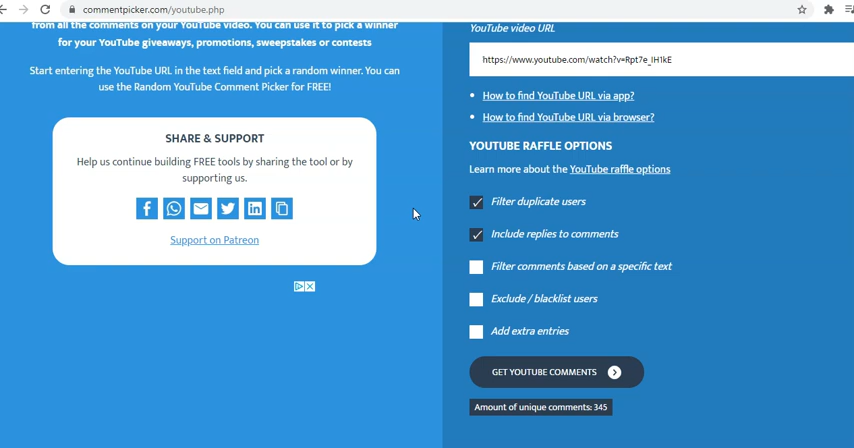 commentpicker.com/youtube.php
from all the comments on your YouTube video. You can use it to pick a winner
for your YouTube giveaways, promotions, sweepstakes or contests
Start entering the YouTube URL in the text field and pick a random winner. You can
use the Random YouTube Comment Picker for FREE!
SHARE & SUPPORT
Help us continue building FREE tools by sharing the tool or by
supporting us.
Support on Patreon
YouTube video URL
https://www.youtube.com/watch?v=Rpt7e_IH1kE
How to find YouTube URL via app?
How to find YouTube URL via browser?
YOUTUBE RAFFLE OPTIONS
Learn more about the YouTube raffle options
Filter duplicate users
Include replies to comments
Filter comments based on a specific text
Exclude / blacklist users
Add extra entries
GET YOUTUBE COMMENTS
Amount of unique comments: 345